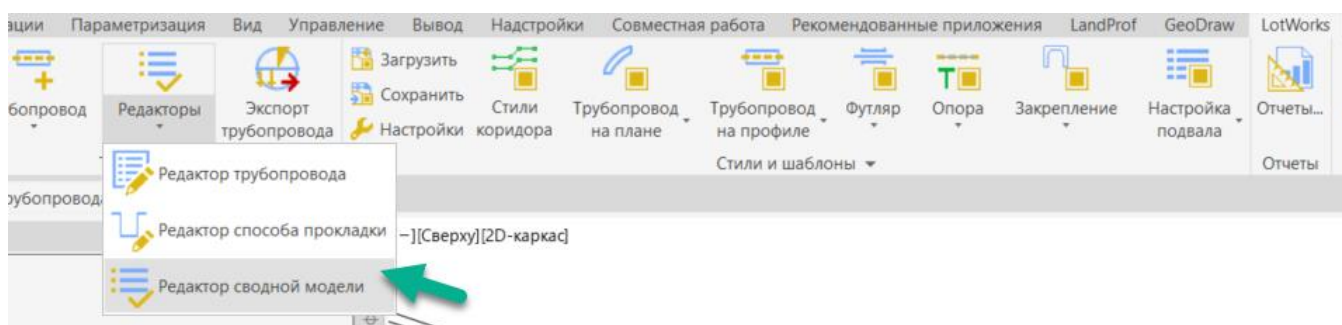 ации Параметризация Вид Управление Вывод Надстройки Совместная работа Рекомендованные приложения LandProf GeoDraw LotWorks
бопровод Редакторы Экспорт трубопровода
Загрузить
Сохранить
Настройки
Стили коридора
Трубопровод на плане
Трубопровод на профиле
Футляр
Опора
Закрепление
Настройка подвала
Отчеты...
Стили и шаблоны
Отчеты
рубопровода
Редактор трубопровода
Редактор способа прокладки
Редактор сводной модели
−][Сверху][2D-каркас]